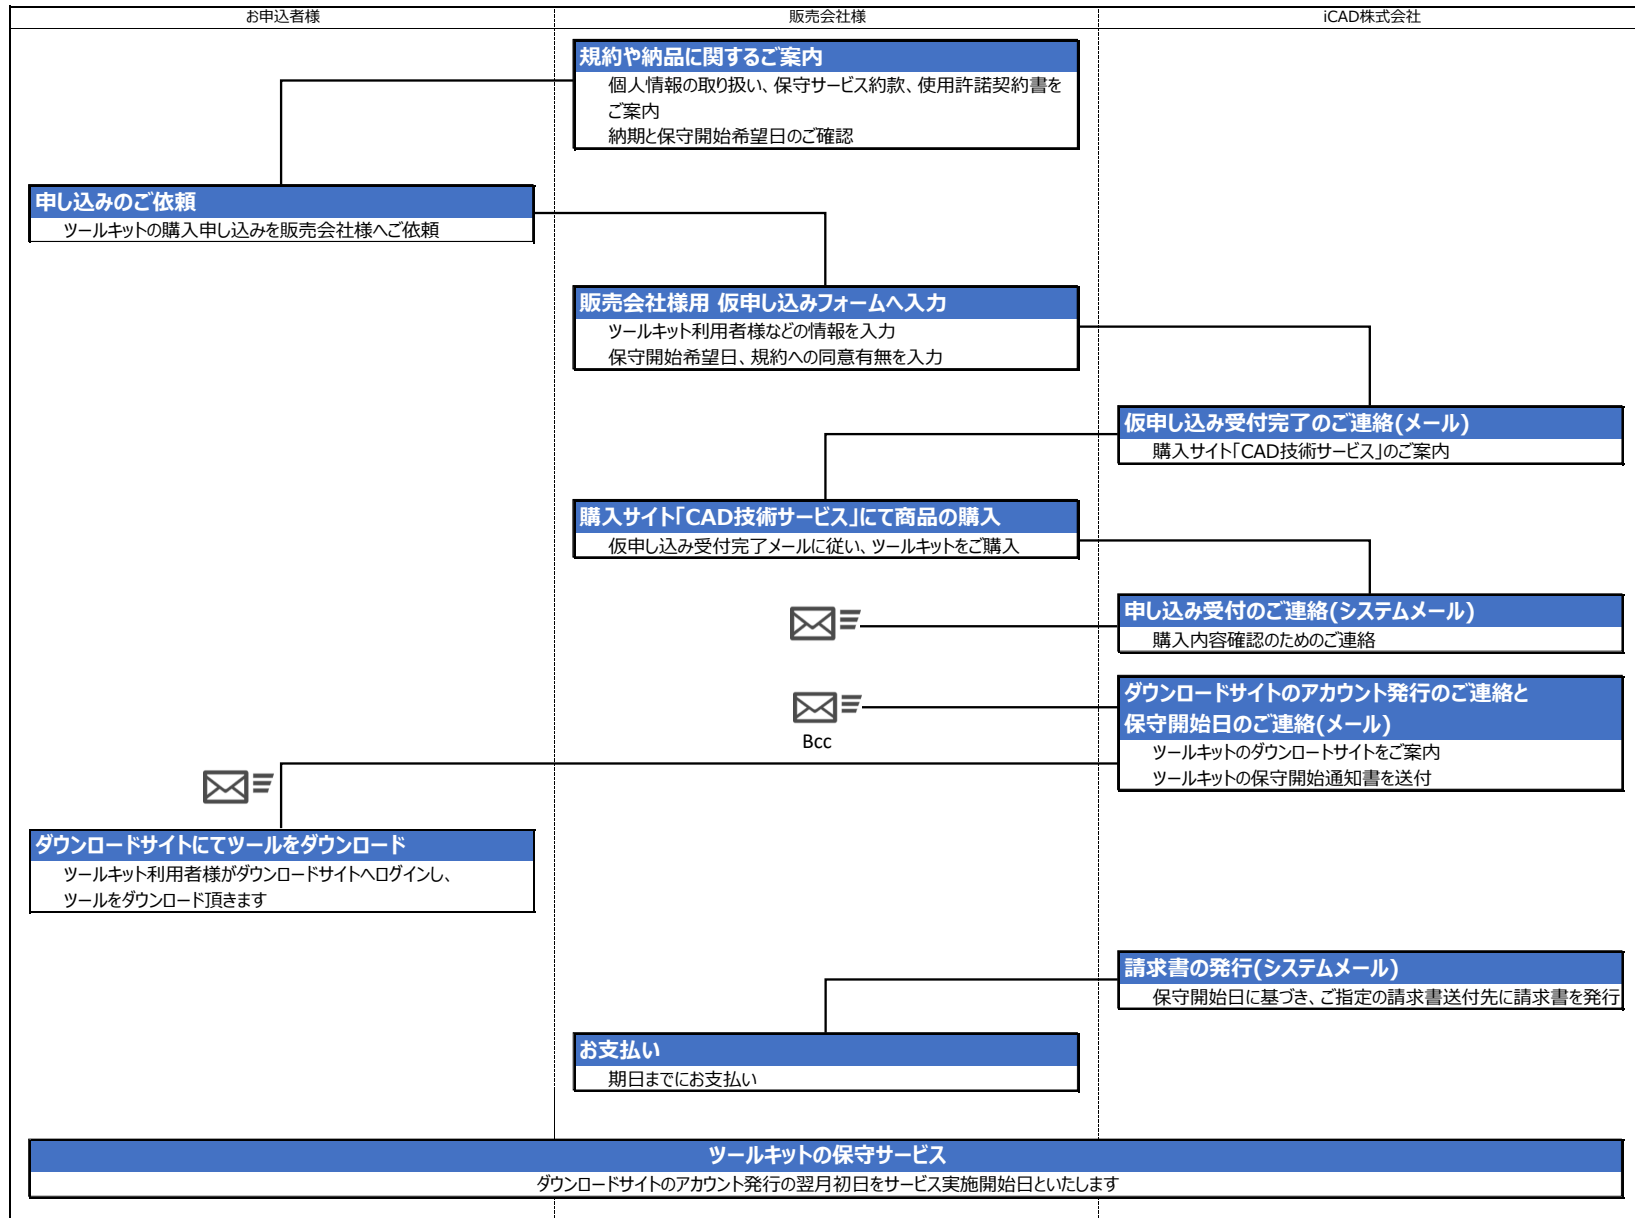 お申込者様
販売会社様
iCAD株式会社
規約や納品に関するご案内
個人情報の取り扱い、保守サービス約款、使用許諾契約書を
ご案内
納期と保守開始希望日のご確認
申し込みのご依頼
ツールキットの購入申し込みを販売会社様へご依頼
販売会社様用 仮申し込みフォームへ入力
ツールキット利用者様などの情報を入力
保守開始希望日、規約への同意有無を入力
仮申し込み受付完了のご連絡(メール)
購入サイト「CAD技術サービス」のご案内
購入サイト「CAD技術サービス」にて商品の購入
仮申し込み受付完了メールに従い、ツールキットをご購入
申し込み受付のご連絡(システムメール)
購入内容確認のためのご連絡
ダウンロードサイトのアカウント発行のご連絡と
保守開始日のご連絡(メール)
ツールキットのダウンロートサイトをご案内
ツールキットの保守開始通知書を送付
Bcc
ダウンロードサイトにてツールをダウンロード
ツールキット利用者様がダウンロードサイトへログインし、
ツールをダウンロード頂きます
請求書の発行(システムメール)
保守開始日に基づき、ご指定の請求書送付先に請求書を発行
お支払い
期日までにお支払い
ツールキットの保守サービス
ダウンロードサイトのアカウント発行の翌月初日をサービス実施開始日といたします